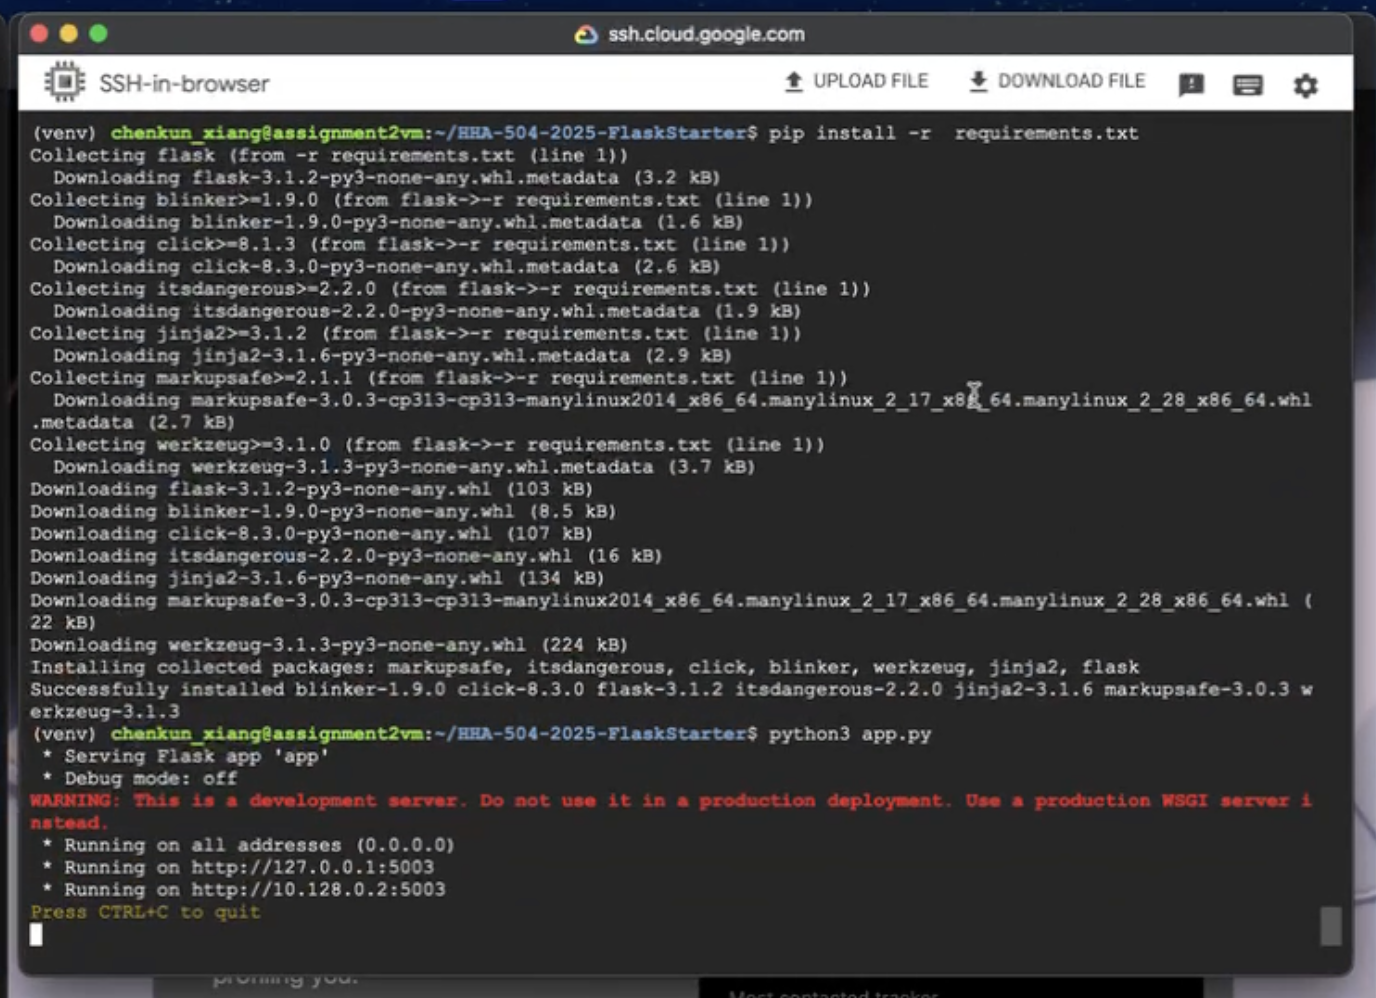 ssh.cloud.google.com
SSH-in-browser
UPLOAD FILE
DOWNLOAD FILE
(venv) chenkun_xiang@assignment2vm:~/HHA-504-2025-FlaskStarter$ pip install -r  requirements.txt
Collecting flask (from -r requirements.txt (line 1))
  Downloading flask-3.1.2-py3-none-any.whl.metadata (3.2 kB)
Collecting blinker>=1.9.0 (from flask->-r requirements.txt (line 1))
  Downloading blinker-1.9.0-py3-none-any.whl.metadata (1.6 kB)
Collecting click>=8.1.3 (from flask->-r requirements.txt (line 1))
  Downloading click-8.3.0-py3-none-any.whl.metadata (2.6 kB)
Collecting itsdangerous>=2.2.0 (from flask->-r requirements.txt (line 1))
  Downloading itsdangerous-2.2.0-py3-none-any.whl.metadata (1.9 kB)
Collecting jinja2>=3.1.2 (from flask->-r requirements.txt (line 1))
  Downloading jinja2-3.1.6-py3-none-any.whl.metadata (2.9 kB)
Collecting markupsafe>=2.1.1 (from flask->-r requirements.txt (line 1))
  Downloading markupsafe-3.0.3-cp313-cp313-manylinux2014_x86_64.manylinux_2_17_x86_64.manylinux_2_28_x86_64.whl
.metadata (2.7 kB)
Collecting werkzeug>=3.1.0 (from flask->-r requirements.txt (line 1))
  Downloading werkzeug-3.1.3-py3-none-any.whl.metadata (3.7 kB)
Downloading flask-3.1.2-py3-none-any.whl (103 kB)
Downloading blinker-1.9.0-py3-none-any.whl (8.5 kB)
Downloading click-8.3.0-py3-none-any.whl (107 kB)
Downloading itsdangerous-2.2.0-py3-none-any.whl (16 kB)
Downloading jinja2-3.1.6-py3-none-any.whl (134 kB)
Downloading markupsafe-3.0.3-cp313-cp313-manylinux2014_x86_64.manylinux_2_17_x86_64.manylinux_2_28_x86_64.whl (
22 kB)
Downloading werkzeug-3.1.3-py3-none-any.whl (224 kB)
Installing collected packages: markupsafe, itsdangerous, click, blinker, werkzeug, jinja2, flask
Successfully installed blinker-1.9.0 click-8.3.0 flask-3.1.2 itsdangerous-2.2.0 jinja2-3.1.6 markupsafe-3.0.3 w
erkzeug-3.1.3
(venv) chenkun_xiang@assignment2vm:~/HHA-504-2025-FlaskStarter$ python3 app.py
 * Serving Flask app 'app'
 * Debug mode: off
WARNING: This is a development server. Do not use it in a production deployment. Use a production WSGI server i
nstead.
 * Running on all addresses (0.0.0.0)
 * Running on http://127.0.0.1:5003
 * Running on http://10.128.0.2:5003
Press CTRL+C to quit
profiling you.
Most contacted tracker